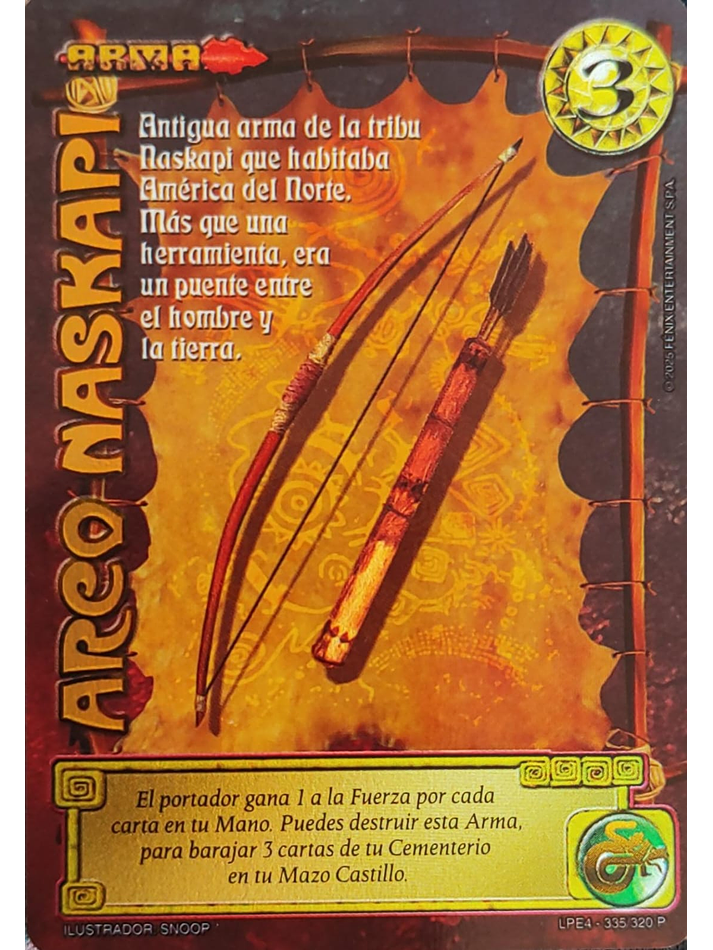 ARMA
3
ARCO NASKAPI
Antigua arma de la tribu
Naskapi que habitaba
América del Norte.
Más que una
herramienta, era
un puente entre
el hombre y
la tierra.
© 2025 FENIX ENTERTAINMENT S.P.A.
El portador gana 1 a la Fuerza por cada
carta en tu Mano. Puedes destruir esta Arma,
para barajar 3 cartas de tu Cementerio
en tu Mazo Castillo.
ILUSTRADOR: SNOOP
LPE4 - 335/320 P